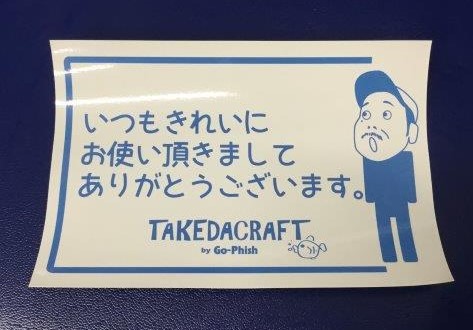 いつもきれいに
お使い頂きまして
ありがとうございます。
TAKEDACRAFT
by Go-Phish